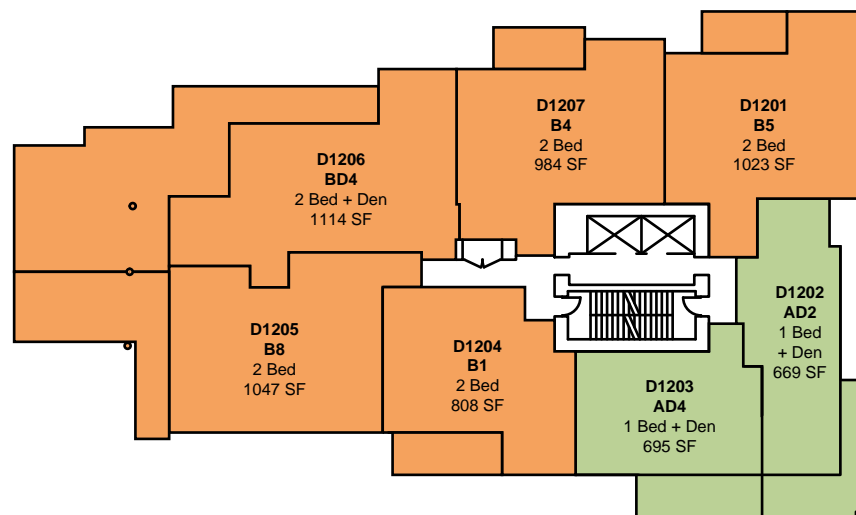 D1207
B4
2 Bed
984 SF
D1201
B5
2 Bed
1023 SF
D1206
BD4
2 Bed + Den
1114 SF
D1202
AD2
1 Bed
+ Den
669 SF
D1205
B8
2 Bed
1047 SF
D1204
B1
2 Bed
808 SF
D1203
AD4
1 Bed + Den
695 SF